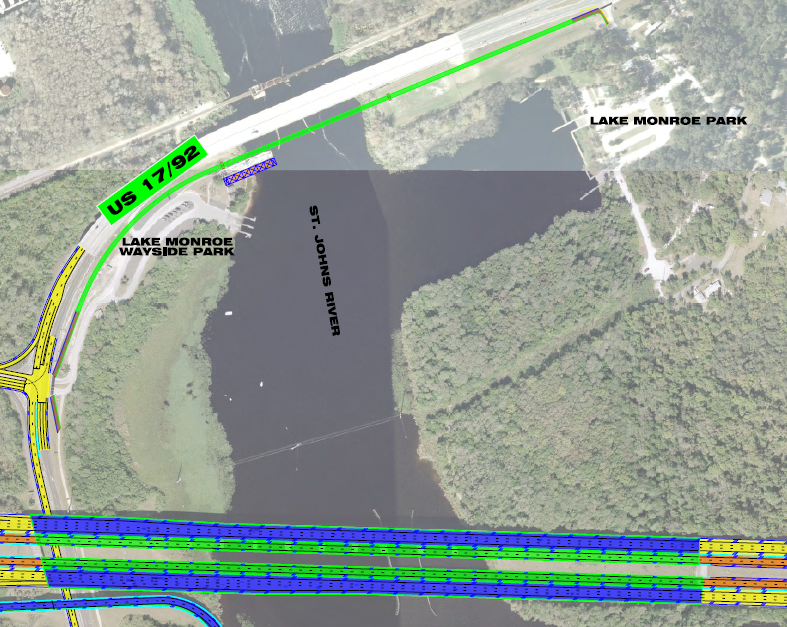 LAKE MONROE PARK
US 17/92
LAKE MONROE
WAYSIDE PARK
ST. JOHNS RIVER